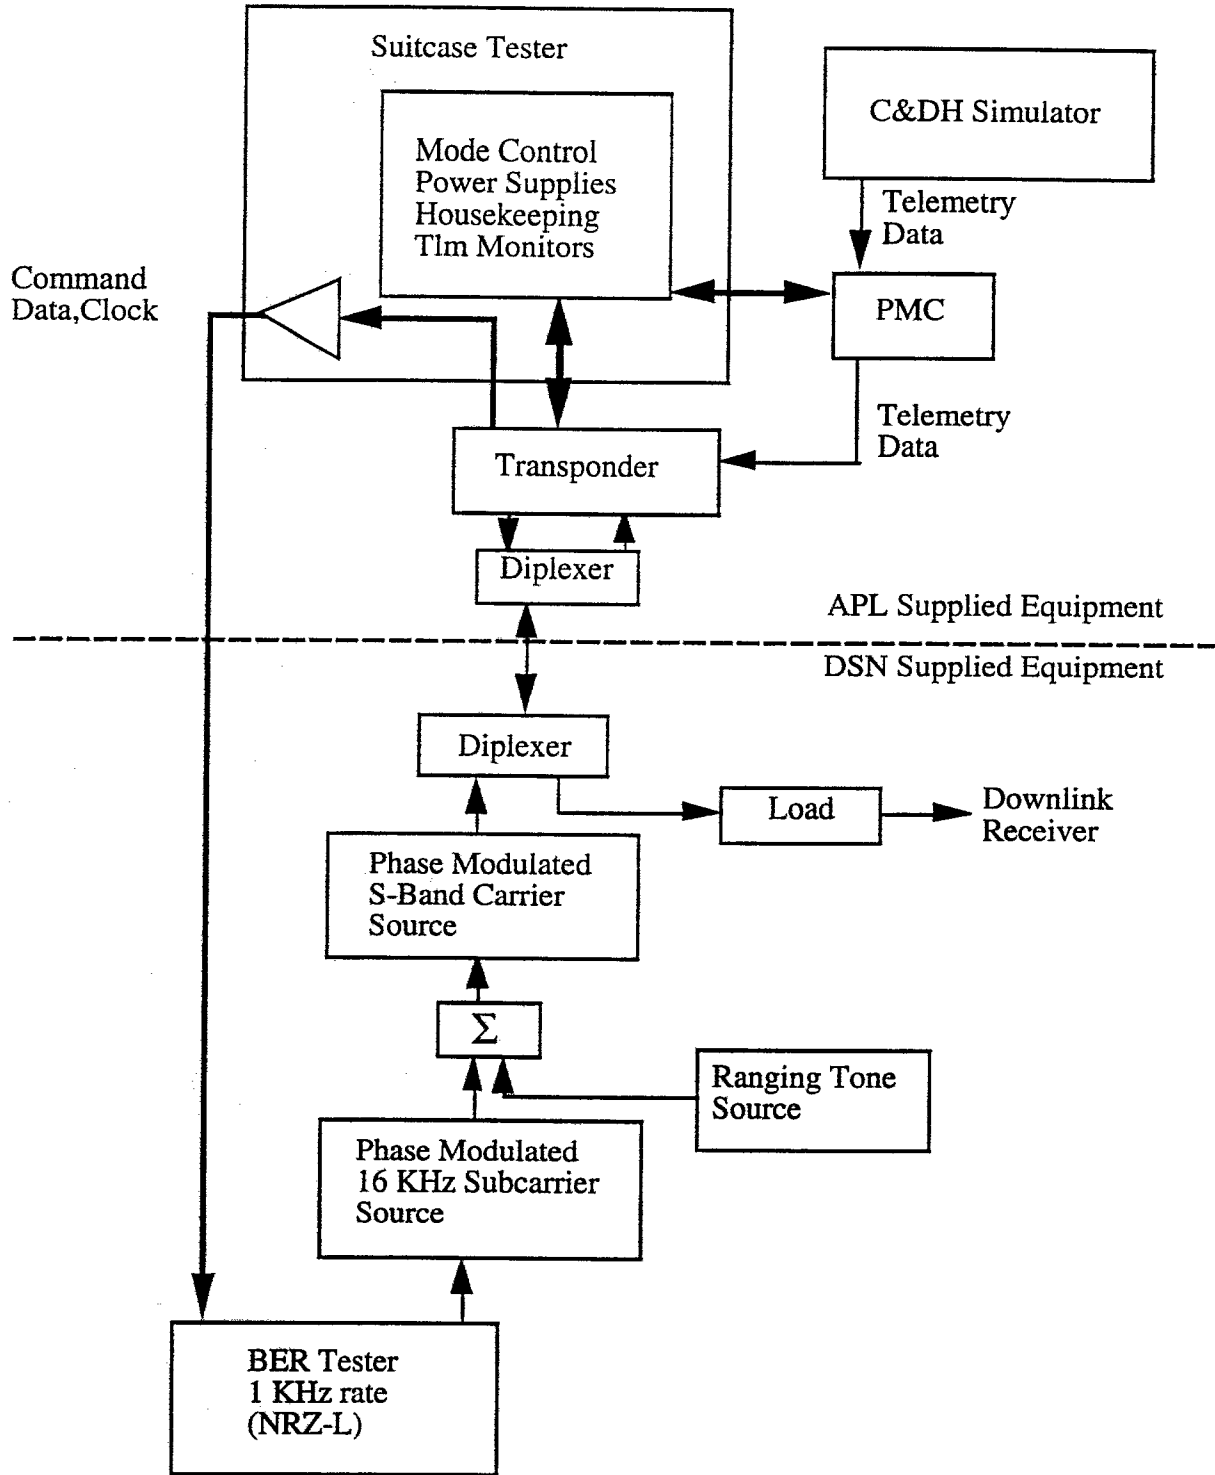 Suitcase Tester
C&DH Simulator
Mode Control
Power Supplies
Housekeeping
Tlm Monitors
Telemetry
Data
Command
Data,Clock
PMC
Telemetry
Data
Transponder
Diplexer
APL Supplied Equipment
DSN Supplied Equipment
Diplexer
Load
Downlink
Receiver
Phase Modulated
S-Band Carrier
Source
Σ
Ranging Tone
Source
Phase Modulated
16 KHz Subcarrier
Source
BER Tester
1 KHz rate
(NRZ-L)